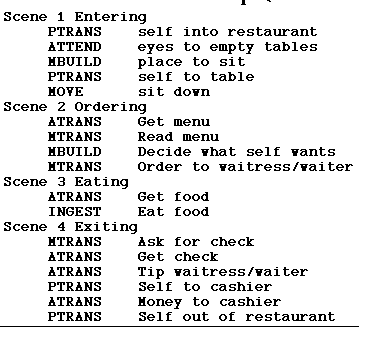 Scene 1 Entering
PTRANS self into restaurant
ATTEND eyes to empty tables
MBUILD place to sit
PTRANS self to table
MOVE sit down
Scene 2 Ordering
ATRANS Get menu
MTRANS Read menu
MBUILD Decide what self wants
MTRANS Order to waitress/waiter
Scene 3 Eating
ATRANS Get food
INGEST Eat food
Scene 4 Exiting
MTRANS Ask for check
ATRANS Get check
ATRANS Tip waitress/waiter
PTRANS Self to cashier
ATRANS Money to cashier
PTRANS Self out of restaurant